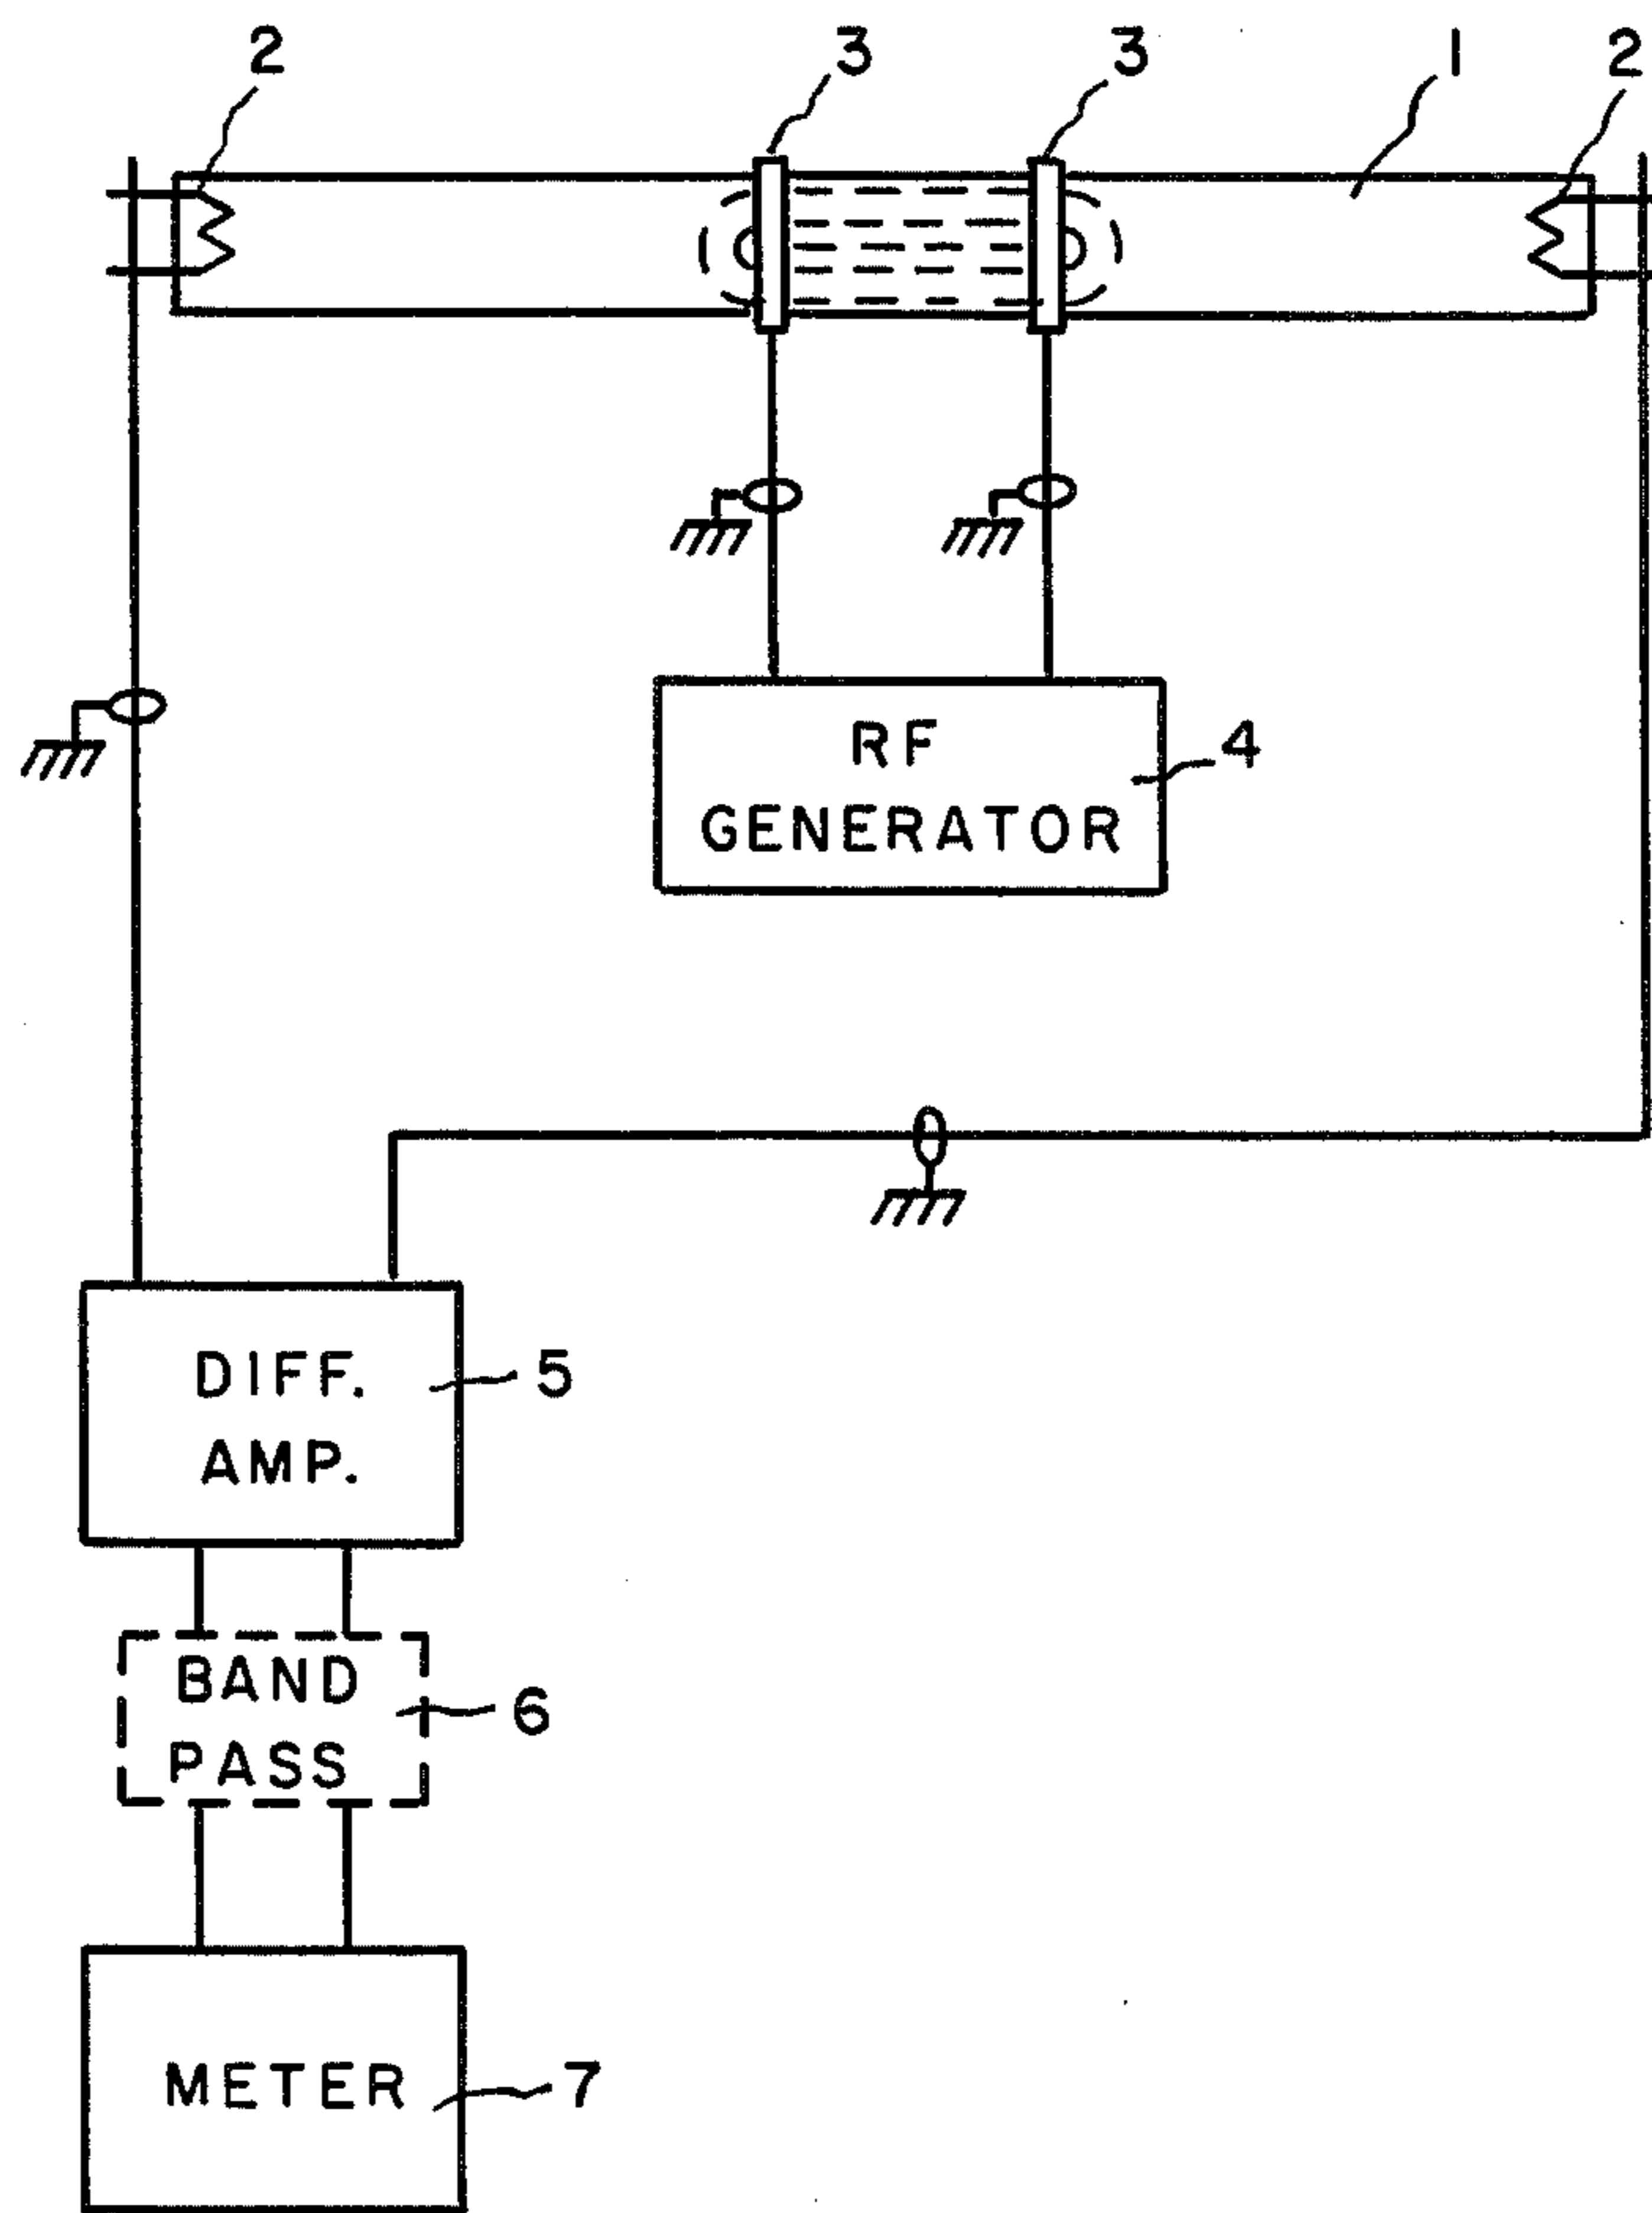 2 3 3 1 2
RF
GENERATOR
4
DIFF.
AMP.
5
BAND
PASS
6
METER
7